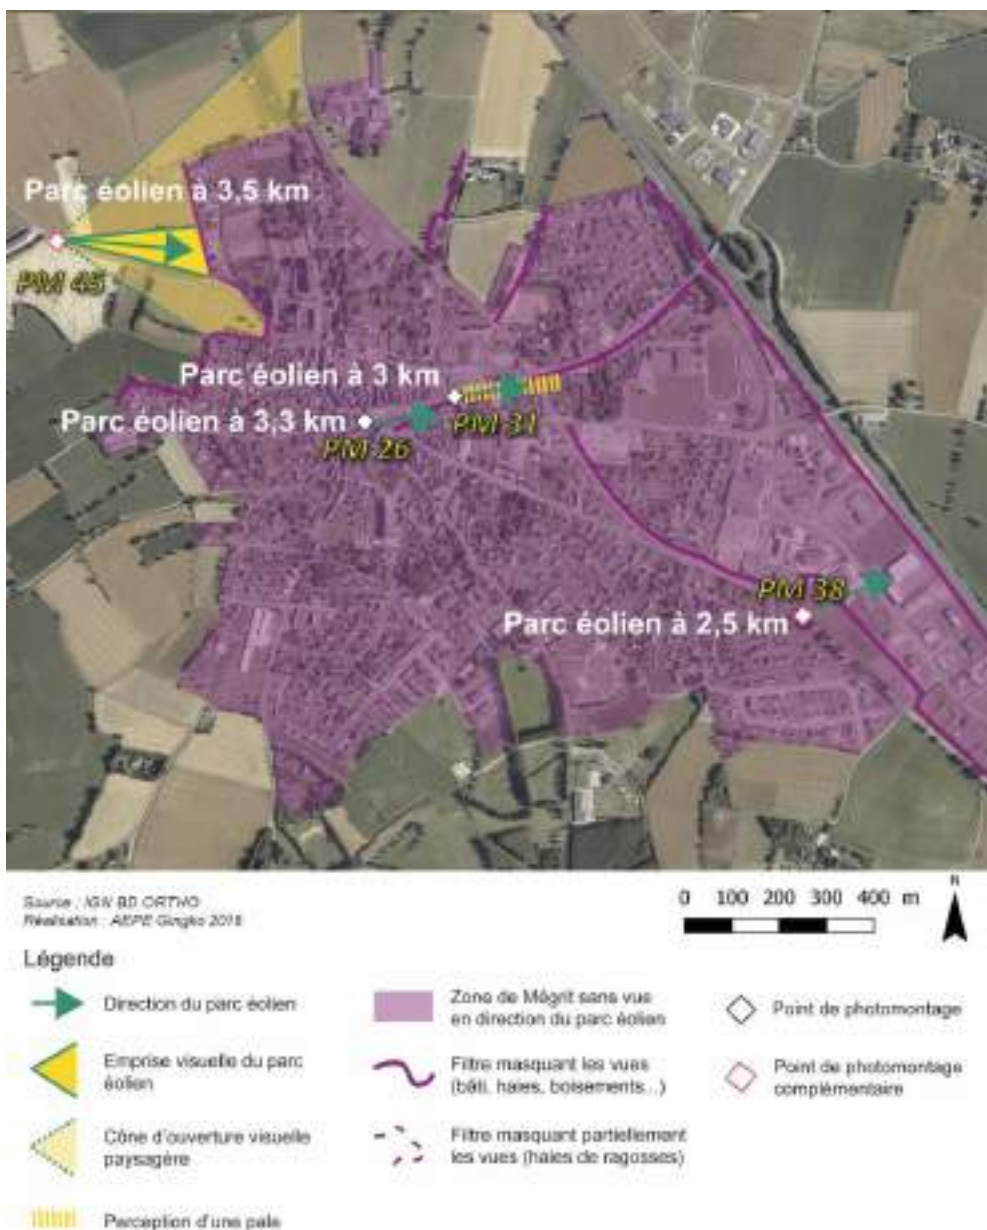 Parc éolien à 3,5 km
PM 45
Parc éolien à 3 km
Parc éolien à 3,3 km
PM 31
PM 26
PM 38
Parc éolien à 2,5 km
Source : IGN BD ORTHO
Réalisation : AEPE Gingko 2018
0 100 200 300 400 m
N
Légende
Direction du parc éolien
Emprise visuelle du parc
éolien
Cône d'ouverture visuelle
paysagère
Perception d'une pale
Zone de Mégrit sans vue
en direction du parc éolien
Filtre masquant les vues
(bâti, haies, boisements...)
Filtre masquant partiellement
les vues (haies de ragosses)
Point de photomontage
Point de photomontage
complémentaire